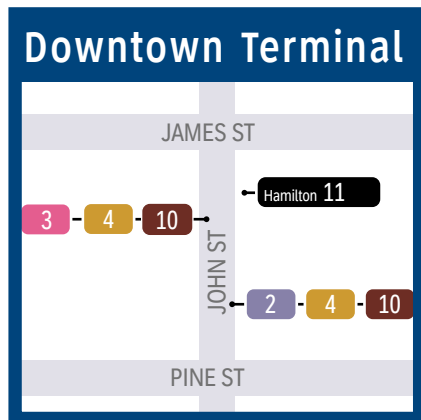 Downtown Terminal
JAMES ST
Hamilton 11
3 4 10
JOHN ST
2 4 10
PINE ST